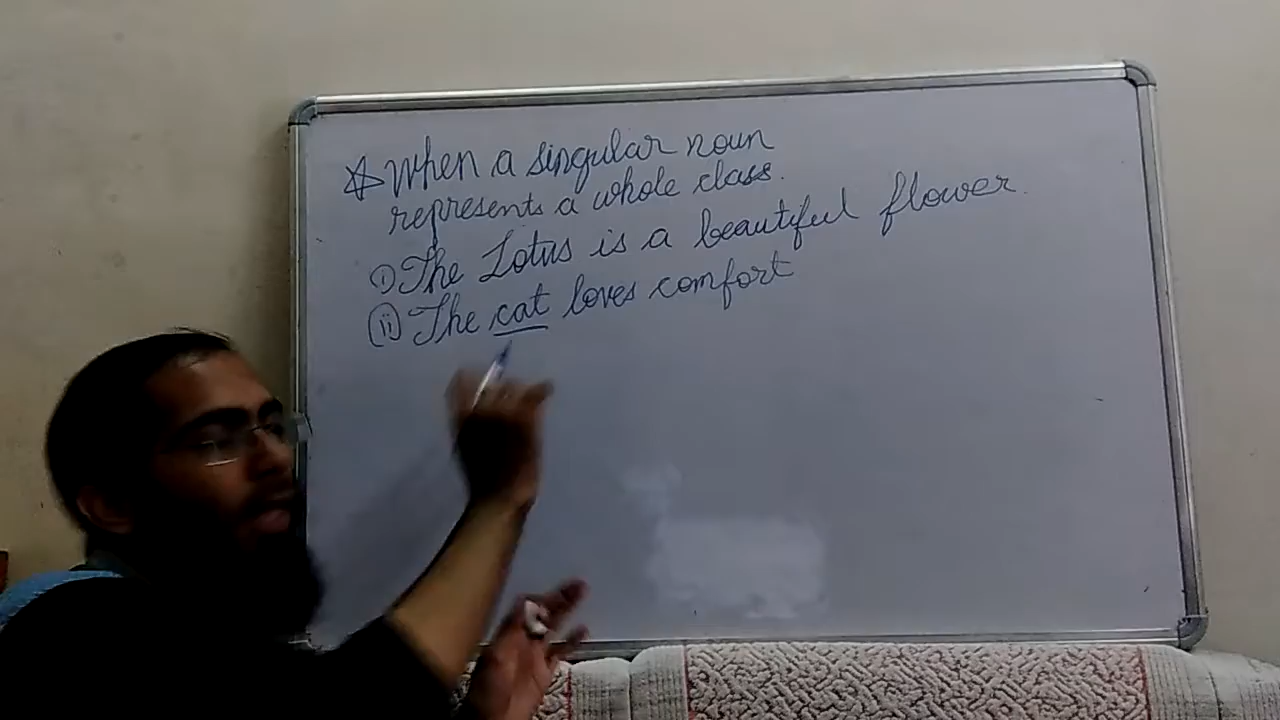 ☆ When a singular noun
represents a whole class.
(i) The Lotus is a beautiful flower.
(ii) The cat loves comfort